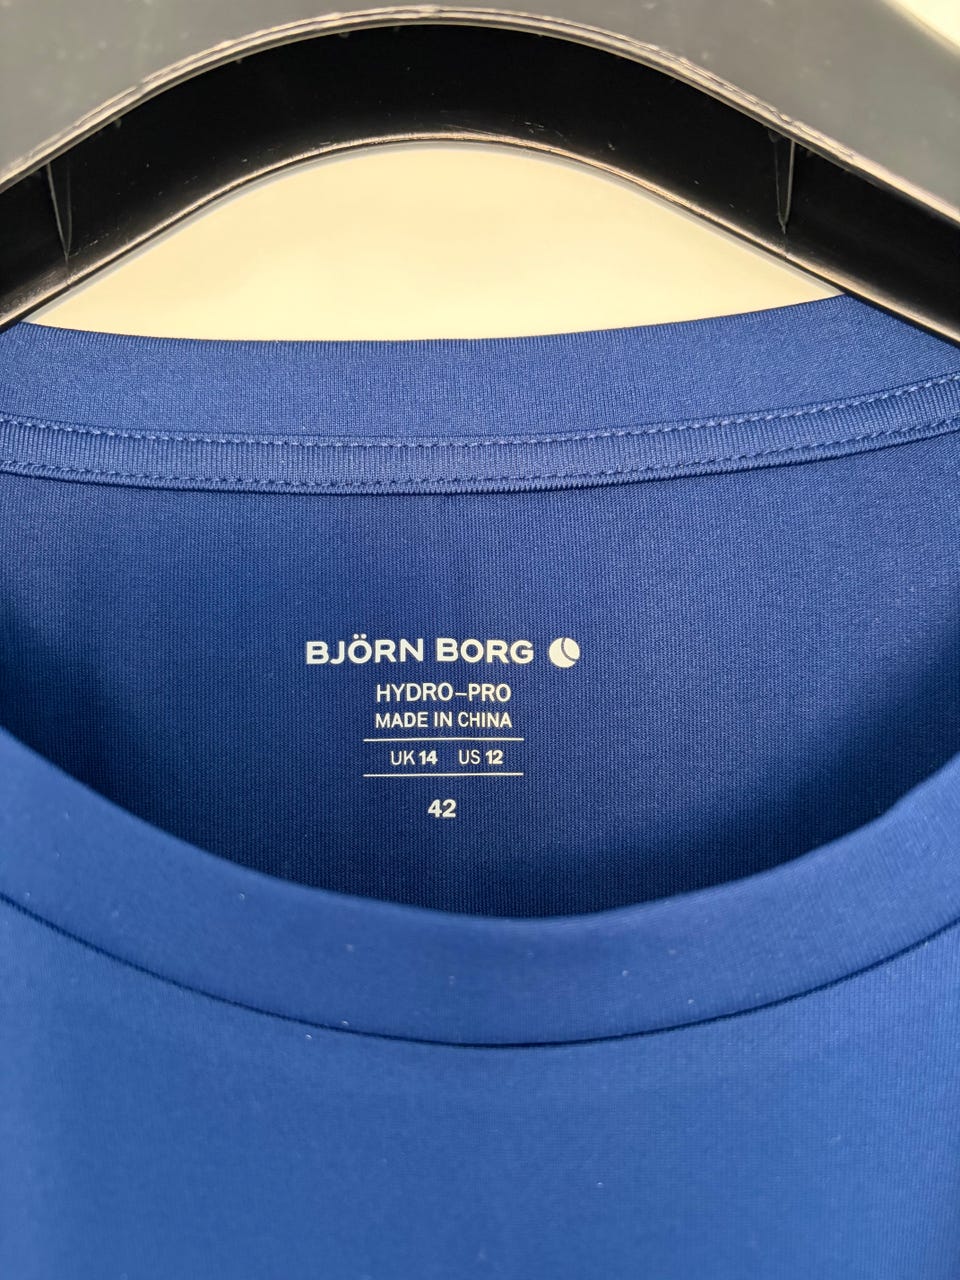 BJÖRN BORG
HYDRO-PRO
MADE IN CHINA
UK 14 US 12
42